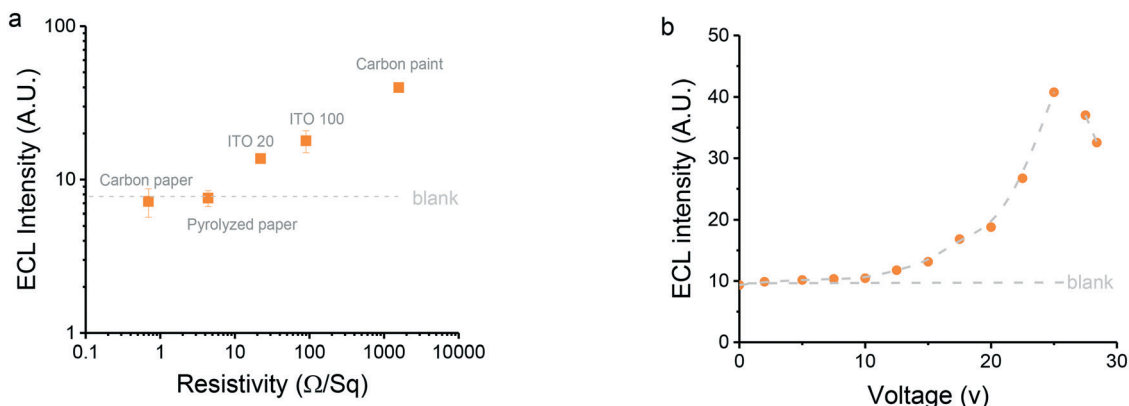 a
ECL Intensity (A.U.)
100
10
1
Carbon paint
ITO 100
ITO 20
Carbon paper
blank
Pyrolyzed paper
0.1 1 10 100 1000 10000
Resistivity (Ω/Sq)
b
ECL intensity (A.U.)
50
40
30
20
10
0
blank
0 10 20 30
Voltage (v)